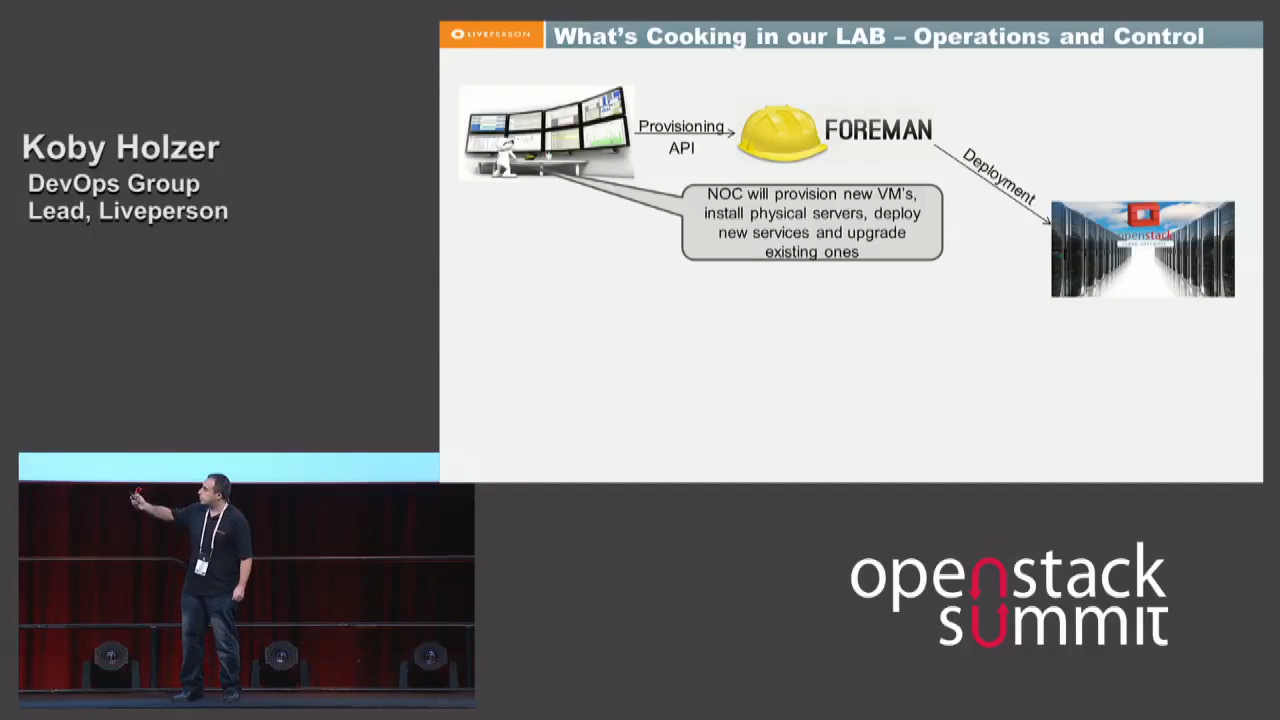 LIVEPERSON
What's Cooking in our LAB – Operations and Control
Koby Holzer
DevOps Group
Lead, Liveperson
Provisioning
API
FOREMAN
Deployment
NOC will provision new VM's,
install physical servers, deploy
new services and upgrade
existing ones
openstack
openstack
summit